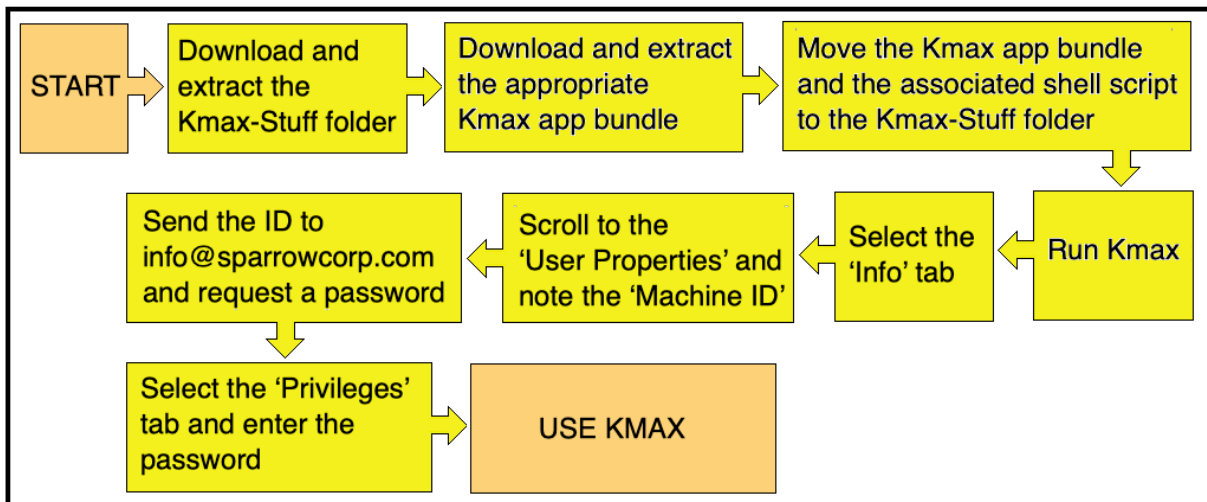 START
Download and
extract the
Kmax-Stuff folder
Download and extract
the appropriate
Kmax app bundle
Move the Kmax app bundle
and the associated shell script
to the Kmax-Stuff folder
Run Kmax
Select the
‘Info’ tab
Scroll to the
‘User Properties’ and
note the ‘Machine ID’
Send the ID to
info@sparrowcorp.com
and request a password
Select the ‘Privileges’
tab and enter the
password
USE KMAX